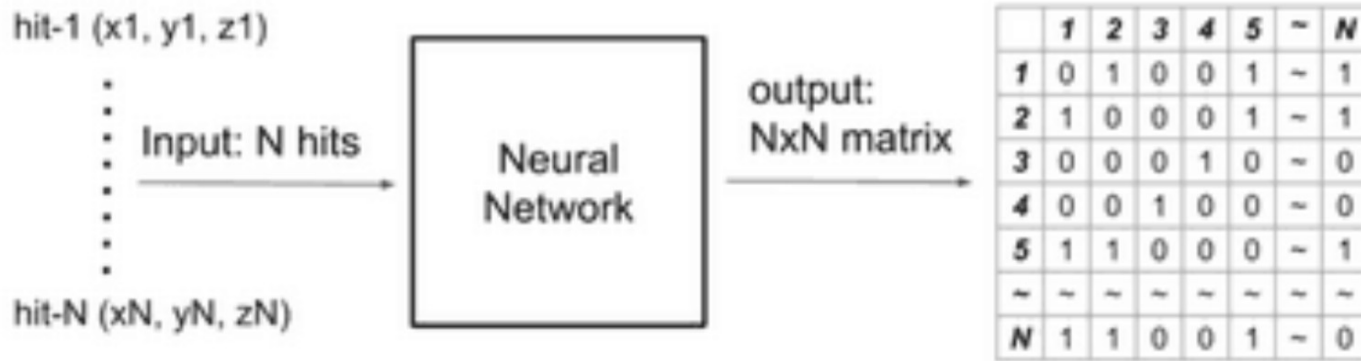 hit-1 (x1, y1, z1)
Input: N hits
hit-N (xN, yN, zN)
Neural
Network
output:
NxN matrix
1 2 3 4 5 ~ N
1 0 1 0 0 1 ~ 1
2 1 0 0 0 1 ~ 1
3 0 0 0 1 0 ~ 0
4 0 0 1 0 0 ~ 0
5 1 1 0 0 0 ~ 1
~ ~ ~ ~ ~ ~ ~ ~
N 1 1 0 0 1 ~ 0